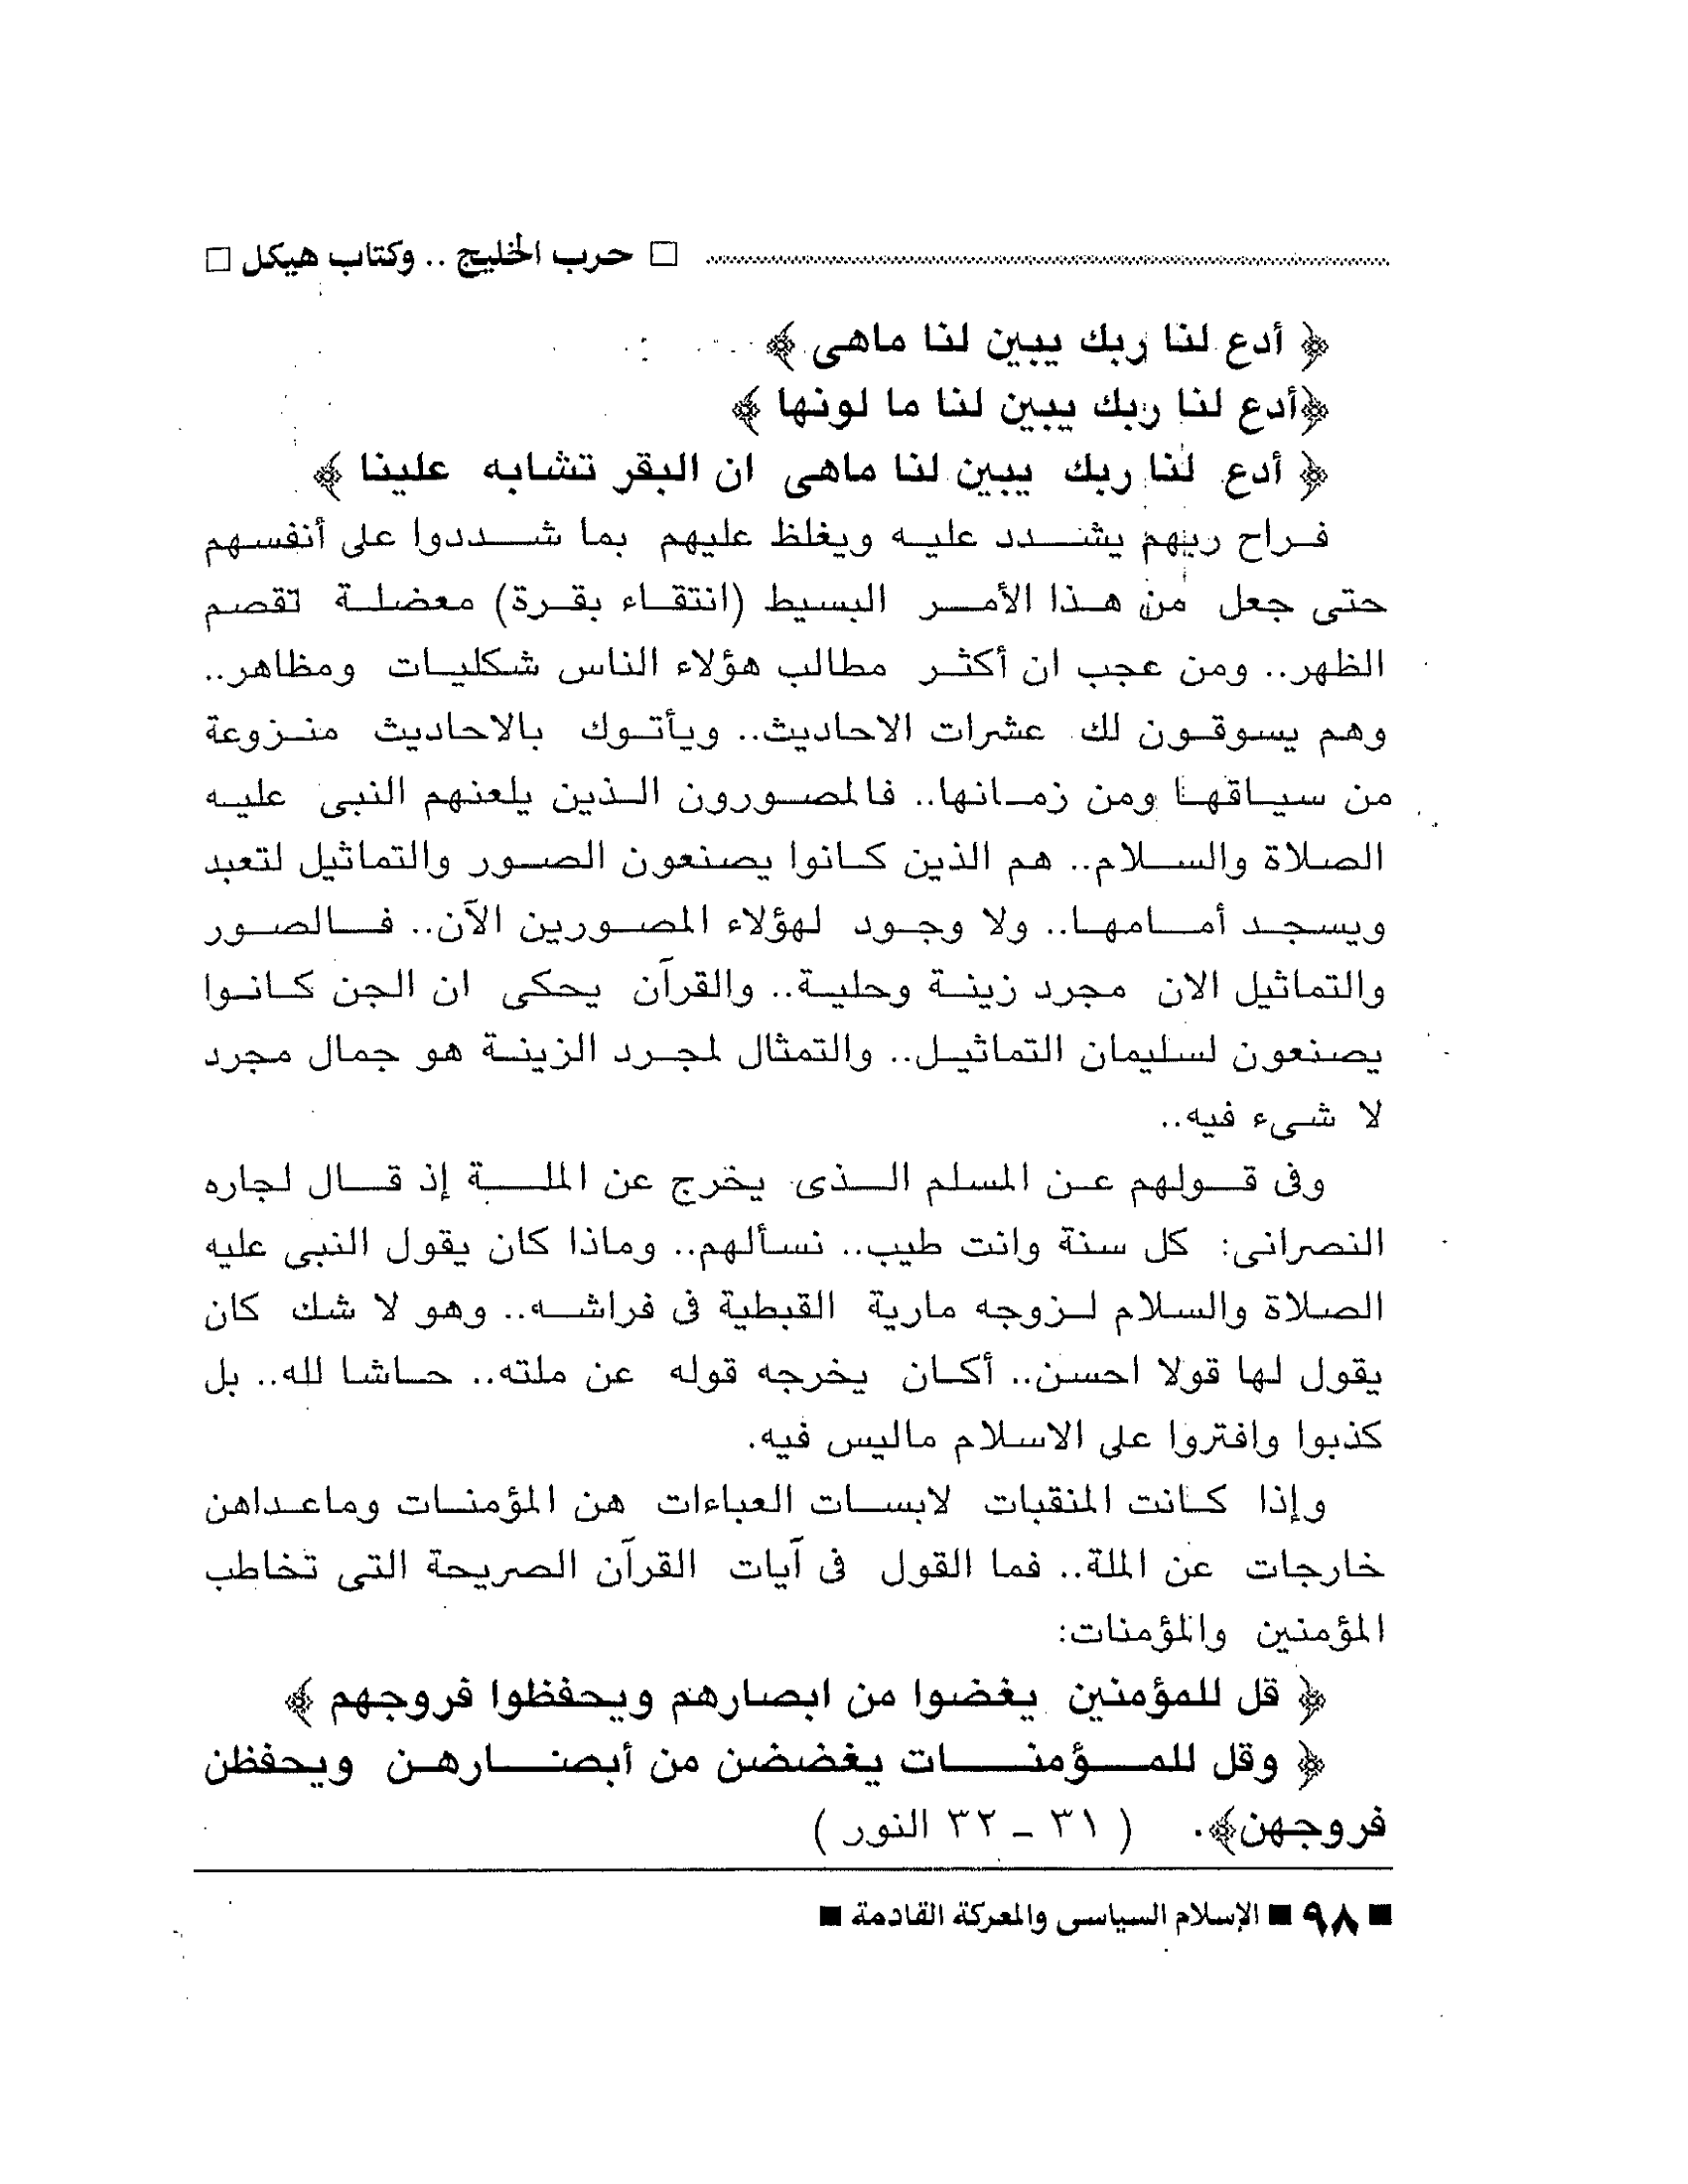 □ حرب الخليج .. وكتاب هيكل □
﴿ أدع لنا ربك يبين لنا ماهى ﴾
﴿أدع لنا ربك يبين لنا ما لونها ﴾
﴿ أدع لنا ربك يبين لنا ماهى ان البقر تشابه علينا ﴾
فراح ربهم يشدد عليه ويغلظ عليهم بما شددوا على أنفسهم
حتى جعل من هذا الأمر البسيط (انتقاء بقرة) معضلة تقصم
الظهر.. ومن عجب ان أكثر مطالب هؤلاء الناس شكليات ومظاهر..
وهم يسوقون لك عشرات الاحاديث.. ويأتوك بالاحاديث منزوعة
من سياقها ومن زمانها.. فالمصورون الذين يلعنهم النبى عليه
الصلاة والسلام.. هم الذين كانوا يصنعون الصور والتماثيل لتعبد
ويسجد أمامها.. ولا وجود لهؤلاء المصورين الآن.. فالصور
والتماثيل الان مجرد زينة وحلية.. والقرآن يحكى ان الجن كانوا
يصنعون لسليمان التماثيل.. والتمثال لمجرد الزينة هو جمال مجرد
لا شىء فيه..
وفى قولهم عن المسلم الذى يخرج عن الملة إذ قال لجاره
النصرانى: كل سنة وانت طيب.. نسألهم.. وماذا كان يقول النبى عليه
الصلاة والسلام لزوجه مارية القبطية فى فراشه.. وهو لا شك كان
يقول لها قولا احسن.. أكان يخرجه قوله عن ملته.. حاشا لله.. بل
كذبوا وافتروا على الاسلام ماليس فيه.
وإذا كانت المنقبات لابسات العباءات هن المؤمنات وماعداهن
خارجات عن الملة.. فما القول فى آيات القرآن الصريحة التى تخاطب
المؤمنين والمؤمنات:
﴿ قل للمؤمنين يغضوا من ابصارهم ويحفظوا فروجهم ﴾
﴿ وقل للمؤمنات يغضضن من أبصارهن ويحفظن
فروجهن﴾. ( ٣١ ـ ٣٢ النور )
■ ٩٨ ■ الإسلام السياسى والمعركة القادمة ■